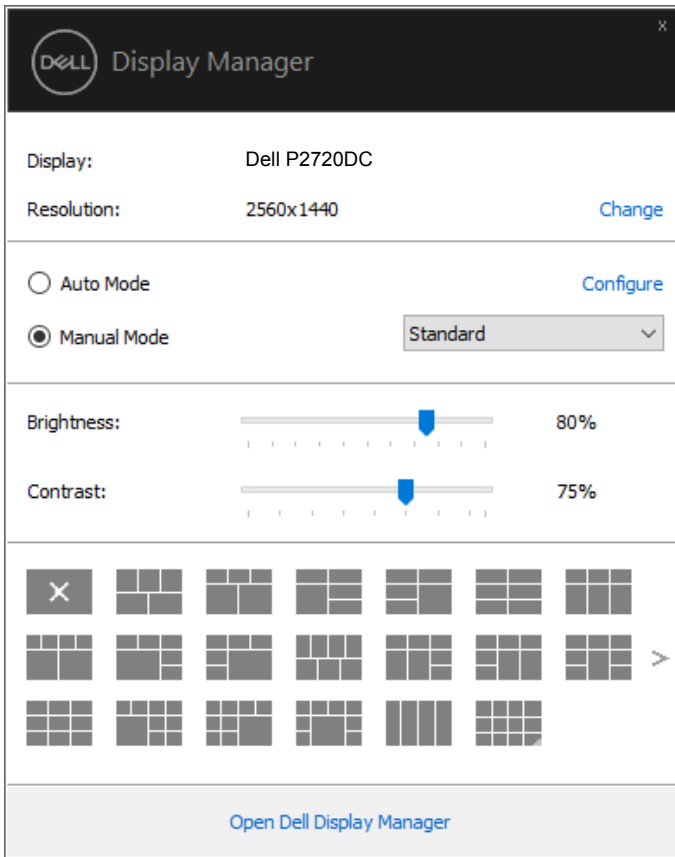 x
DELL Display Manager
Display: Dell P2720DC
Resolution: 2560x1440 Change
Auto Mode Configure
Manual Mode Standard
Brightness: 80%
Contrast: 75%
Open Dell Display Manager